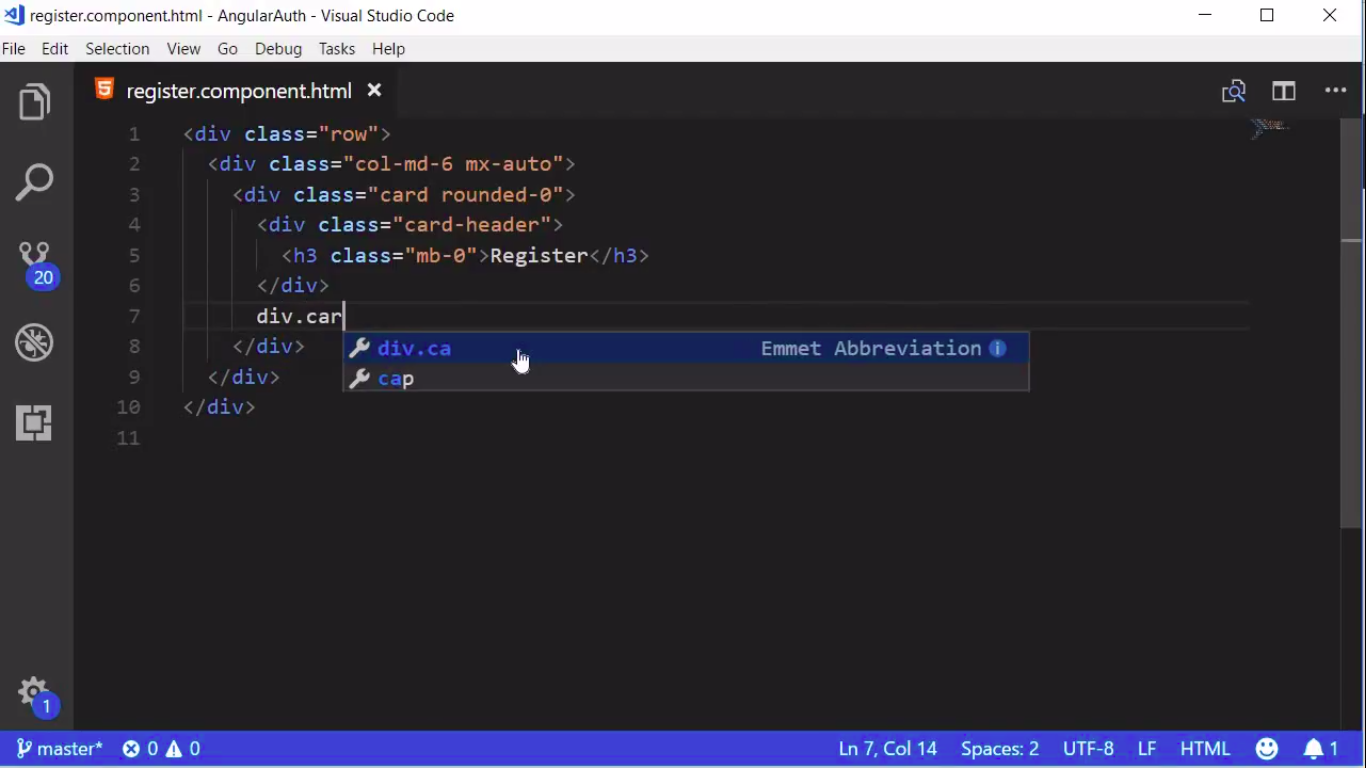 register.component.html - AngularAuth - Visual Studio Code
File Edit Selection View Go Debug Tasks Help
register.component.html
1 <div class="row">
2 <div class="col-md-6 mx-auto">
3 <div class="card rounded-0">
4 <div class="card-header">
5 <h3 class="mb-0">Register</h3>
6 </div>
7 div.car
8 </div>
div.ca Emmet Abbreviation
9 </div>
cap
10 </div>
11
20
1
master* 0 0 Ln 7, Col 14 Spaces: 2 UTF-8 LF HTML 1